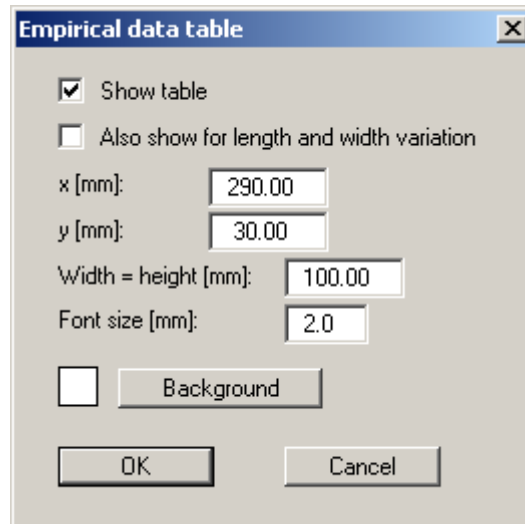 Empirical data table
Show table
Also show for length and width variation
x [mm]: 290.00
y [mm]: 30.00
Width = height [mm]: 100.00
Font size [mm]: 2.0
Background
OK Cancel